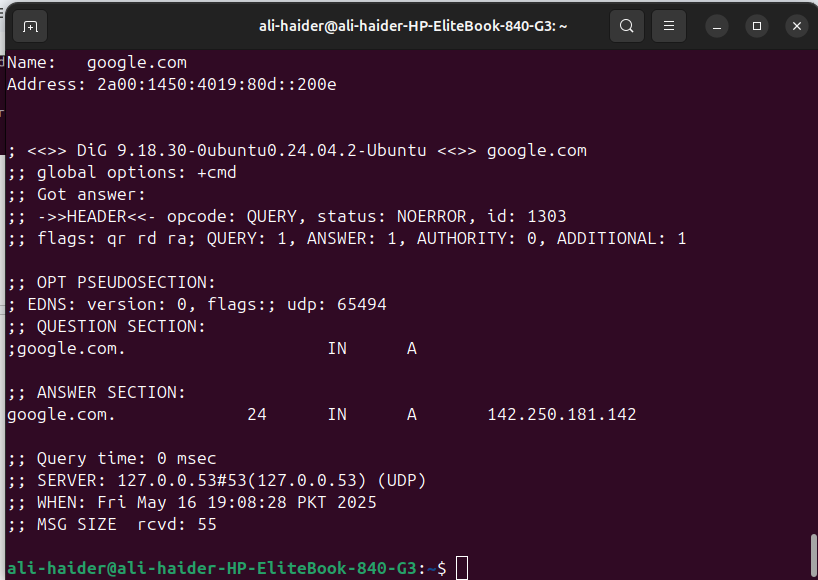 ali-haider@ali-haider-HP-EliteBook-840-G3: ~
Name:   google.com
Address: 2a00:1450:4019:80d::200e
; <<>> DiG 9.18.30-0ubuntu0.24.04.2-Ubuntu <<>> google.com
;; global options: +cmd
;; Got answer:
;; ->>HEADER<<- opcode: QUERY, status: NOERROR, id: 1303
;; flags: qr rd ra; QUERY: 1, ANSWER: 1, AUTHORITY: 0, ADDITIONAL: 1
;; OPT PSEUDOSECTION:
; EDNS: version: 0, flags:; udp: 65494
;; QUESTION SECTION:
;google.com.                    IN      A
;; ANSWER SECTION:
google.com.             24      IN      A       142.250.181.142
;; Query time: 0 msec
;; SERVER: 127.0.0.53#53(127.0.0.53) (UDP)
;; WHEN: Fri May 16 19:08:28 PKT 2025
;; MSG SIZE  rcvd: 55
ali-haider@ali-haider-HP-EliteBook-840-G3:~$